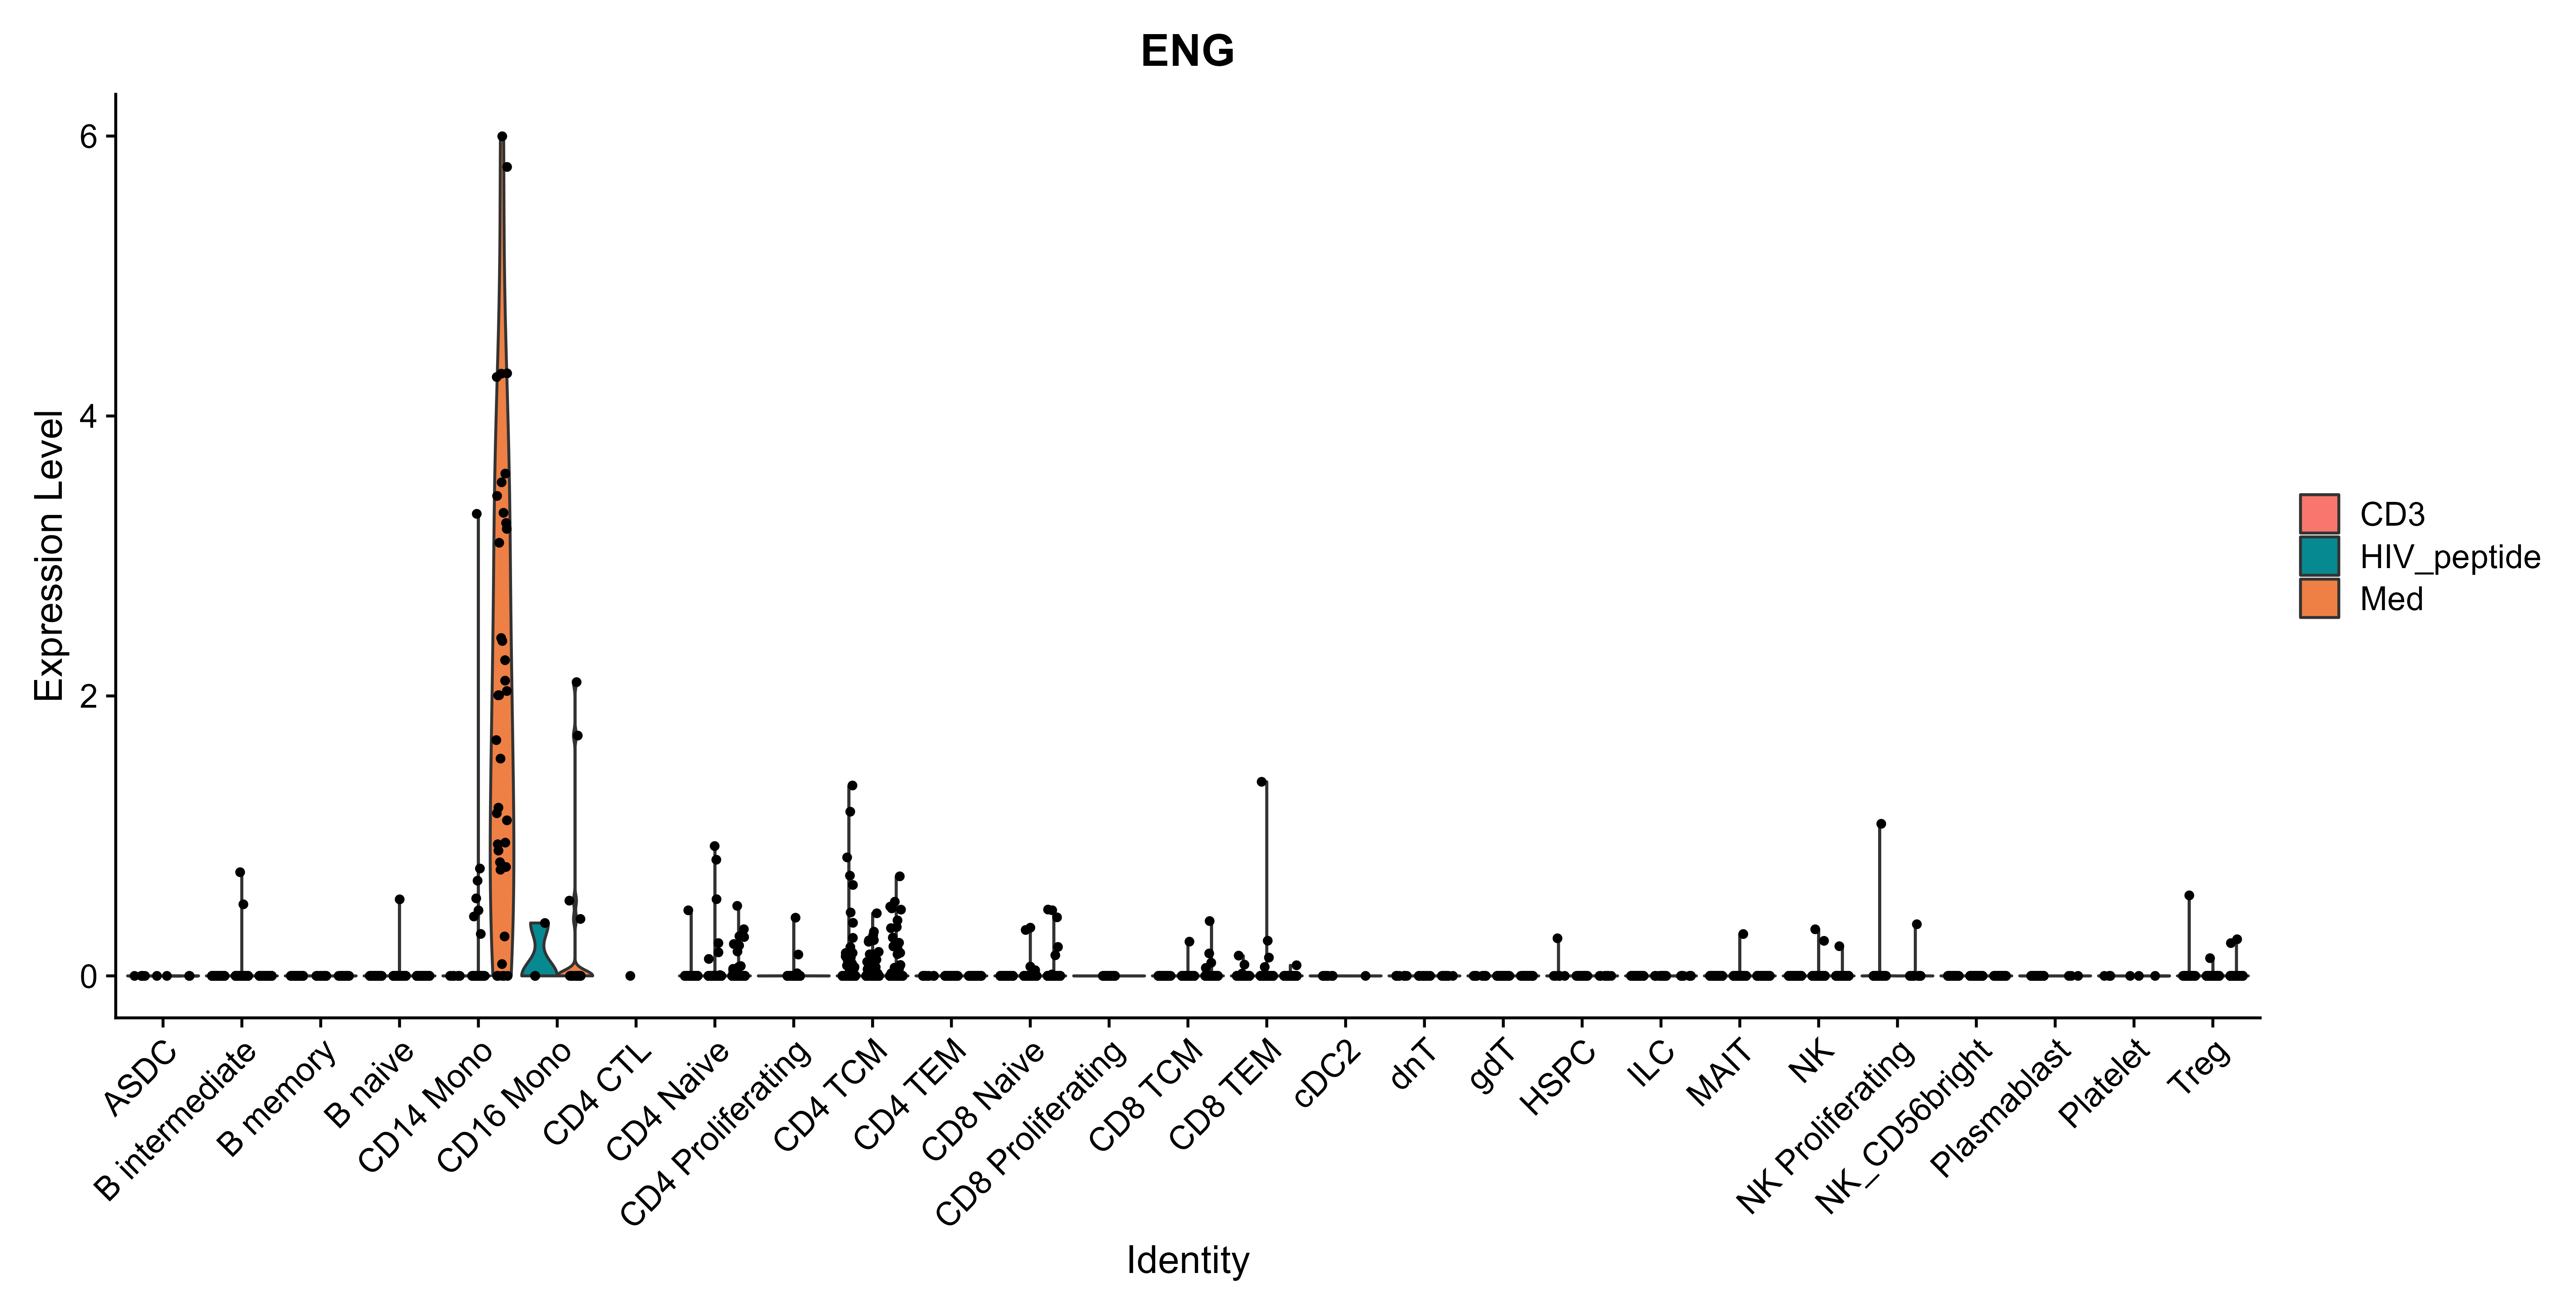 ENG
Expression Level
6
4
2
0
ASDC
B intermediate
B memory
B naive
CD14 Mono
CD16 Mono
CD4 CTL
CD4 Naive
CD4 Proliferating
CD4 TCM
CD4 TEM
CD8 Naive
CD8 Proliferating
CD8 TCM
CD8 TEM
cDC2
dnT
gdT
HSPC
ILC
MAIT
NK
NK Proliferating
NK_CD56bright
Plasmablast
Platelet
Treg
Identity
CD3
HIV_peptide
Med